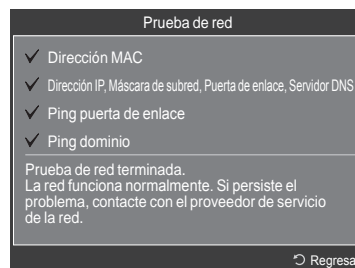 Prueba de red
Dirección MAC
Dirección IP, Máscara de subred, Puerta de enlace, Servidor DNS
Ping puerta de enlace
Ping dominio
Prueba de red terminada.
La red funciona normalmente. Si persiste el
problema, contacte con el proveedor de servicio
de la red.
Regresa